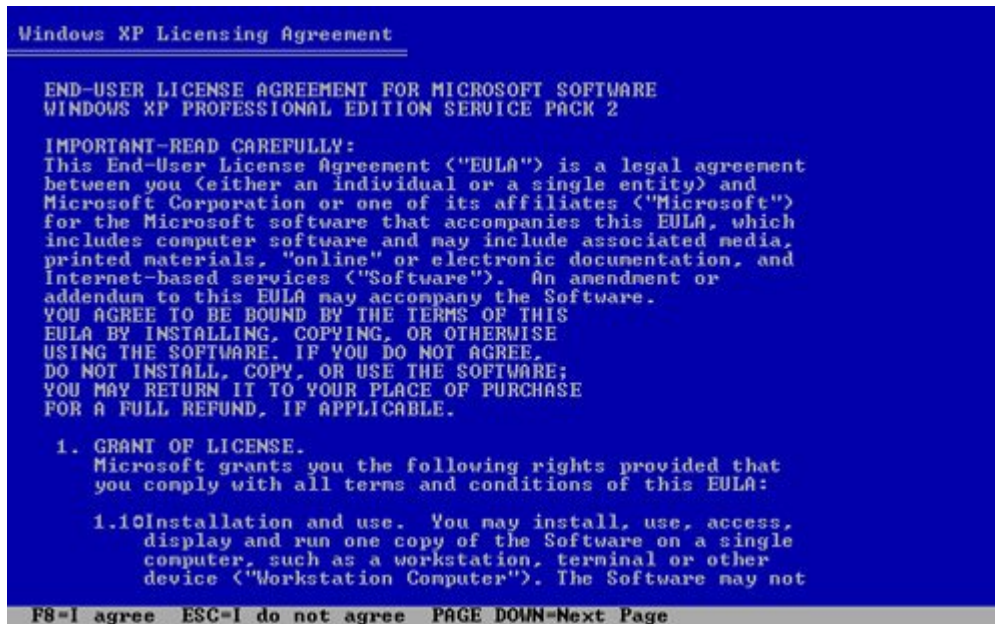 Windows XP Licensing Agreement
END-USER LICENSE AGREEMENT FOR MICROSOFT SOFTWARE
WINDOWS XP PROFESSIONAL EDITION SERVICE PACK 2
IMPORTANT-READ CAREFULLY:
This End-User License Agreement ("EULA") is a legal agreement
between you (either an individual or a single entity) and
Microsoft Corporation or one of its affiliates ("Microsoft")
for the Microsoft software that accompanies this EULA, which
includes computer software and may include associated media,
printed materials, "online" or electronic documentation, and
Internet-based services ("Software").  An amendment or
addendum to this EULA may accompany the Software.
YOU AGREE TO BE BOUND BY THE TERMS OF THIS
EULA BY INSTALLING, COPYING, OR OTHERWISE
USING THE SOFTWARE. IF YOU DO NOT AGREE,
DO NOT INSTALL, COPY, OR USE THE SOFTWARE;
YOU MAY RETURN IT TO YOUR PLACE OF PURCHASE
FOR A FULL REFUND, IF APPLICABLE.
1. GRANT OF LICENSE.
Microsoft grants you the following rights provided that
you comply with all terms and conditions of this EULA:
1.1○Installation and use.  You may install, use, access,
display and run one copy of the Software on a single
computer, such as a workstation, terminal or other
device ("Workstation Computer"). The Software may not
F8=I agree  ESC=I do not agree  PAGE DOWN=Next Page